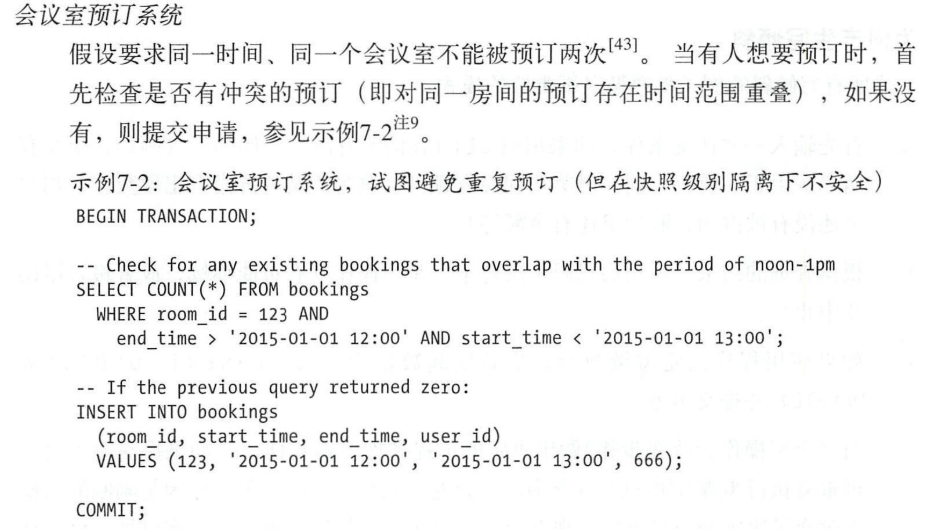 会议室预订系统
假设要求同一时间、同一个会议室不能被预订两次[43]。 当有人想要预订时，首
先检查是否有冲突的预订（即对同一房间的预订存在时间范围重叠），如果没
有，则提交申请，参见示例7-2注9。
示例7-2：会议室预订系统，试图避免重复预订（但在快照级别隔离下不安全）
BEGIN TRANSACTION;
-- Check for any existing bookings that overlap with the period of noon-1pm
SELECT COUNT(*) FROM bookings
WHERE room_id = 123 AND
end_time > '2015-01-01 12:00' AND start_time < '2015-01-01 13:00';
-- If the previous query returned zero:
INSERT INTO bookings
(room_id, start_time, end_time, user_id)
VALUES (123, '2015-01-01 12:00', '2015-01-01 13:00', 666);
COMMIT;